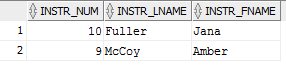 INSTR_NUM INSTR_LNAME INSTR_FNAME
1 10 Fuller Jana
2 9 McCoy Amber